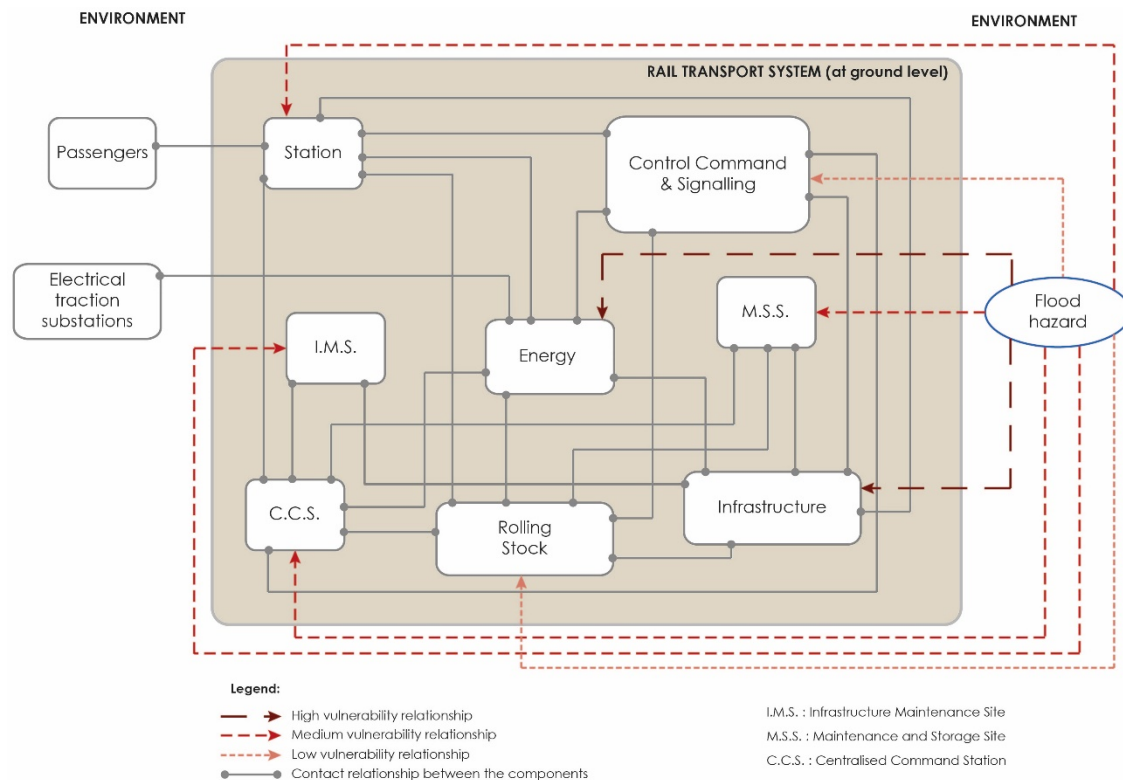 ENVIRONMENT
ENVIRONMENT
RAIL TRANSPORT SYSTEM (at ground level)
Passengers
Station
Control Command
& Signalling
Electrical
traction
substations
I.M.S.
Energy
M.S.S.
Flood
hazard
C.C.S.
Rolling
Stock
Infrastructure
Legend:
High vulnerability relationship
Medium vulnerability relationship
Low vulnerability relationship
Contact relationship between the components
I.M.S. : Infrastructure Maintenance Site
M.S.S. : Maintenance and Storage Site
C.C.S. : Centralised Command Station